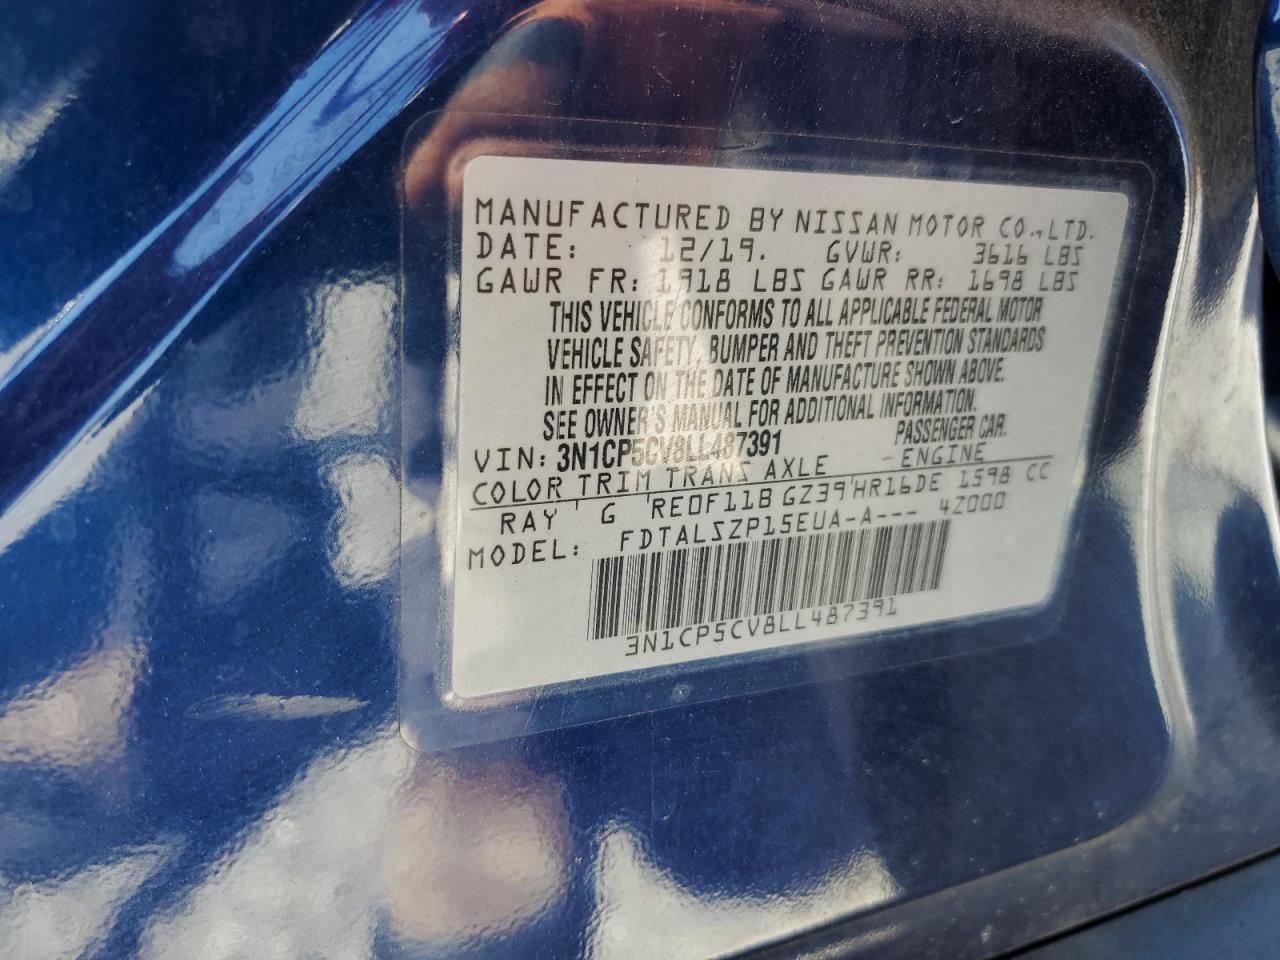 MANUFACTURED BY NISSAN MOTOR CO.,LTD.
DATE: 12/19. GVWR: 3616 LBS
GAWR FR: 1918 LBS GAWR RR: 1698 LBS
THIS VEHICLE CONFORMS TO ALL APPLICABLE FEDERAL MOTOR
VEHICLE SAFETY, BUMPER AND THEFT PREVENTION STANDARDS
IN EFFECT ON THE DATE OF MANUFACTURE SHOWN ABOVE.
SEE OWNER'S MANUAL FOR ADDITIONAL INFORMATION.
VIN: 3N1CP5CV8LL487391 PASSENGER CAR.
COLOR TRIM TRANS AXLE ENGINE
RAY G RE0F11B GZ39 HR16DE 1598 CC
MODEL: FDTALSZP15EUA-A--- 4Z000
3N1CP5CV8LL487391